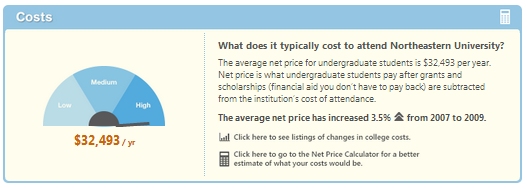 Costs
Low
Medium
High
$32,493 / yr
What does it typically cost to attend Northeastern University?
The average net price for undergraduate students is $32,493 per year.
Net price is what undergraduate students pay after grants and
scholarships (financial aid you don't have to pay back) are subtracted
from the institution's cost of attendance.
The average net price has increased 3.5% from 2007 to 2009.
Click here to see listings of changes in college costs.
Click here to go to the Net Price Calculator for a better
estimate of what your costs would be.